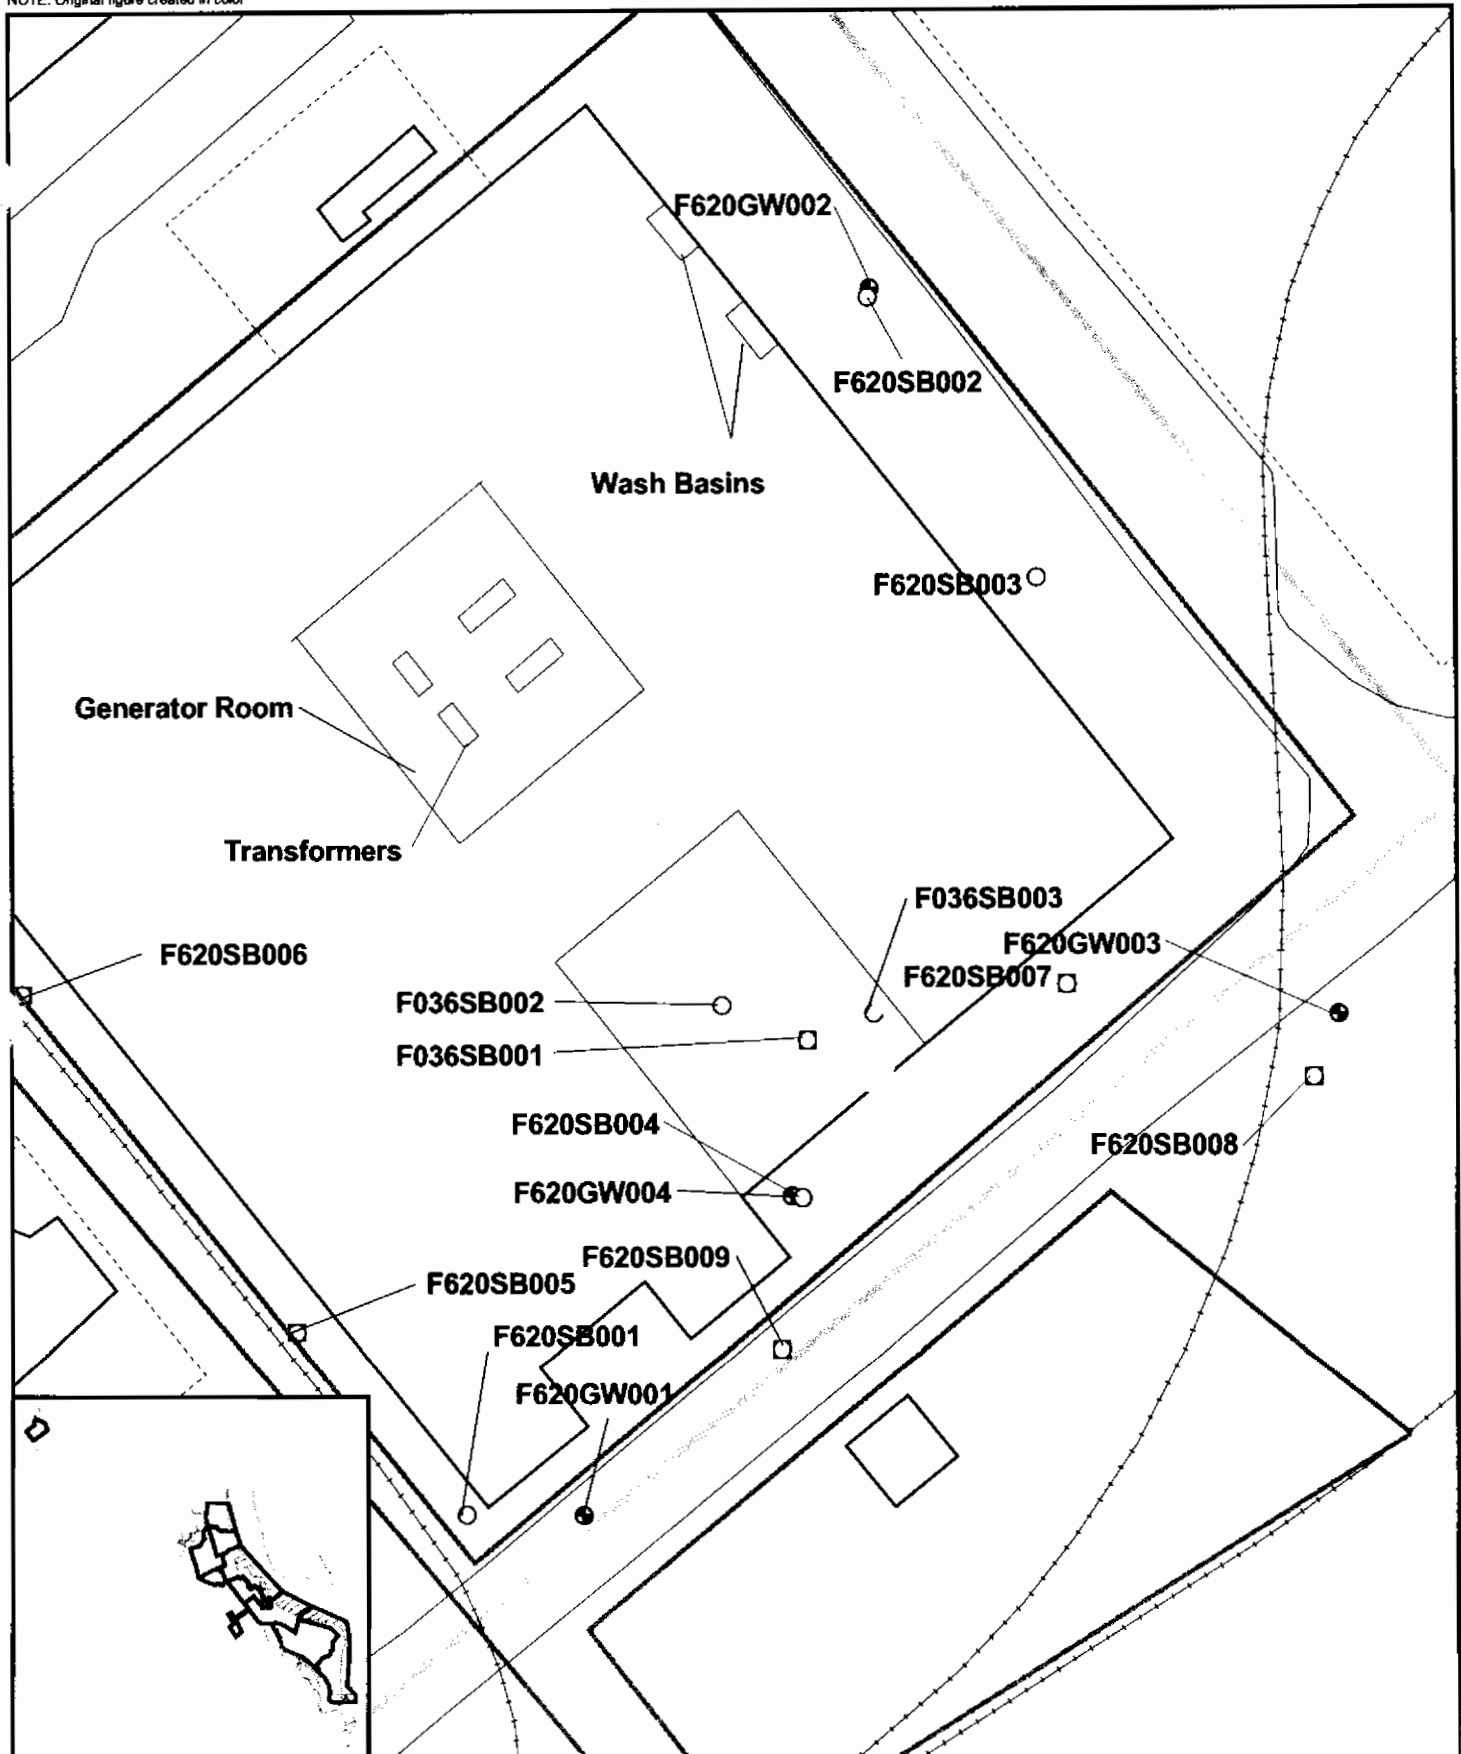 NOTE: Original figure created in color
F620GW002
F620SB002
Wash Basins
F620SB003
Generator Room
Transformers
F036SB003
F620GW003
F620SB006
F620SB007
F036SB002
F036SB001
F620SB004
F620SB008
F620GW004
F620SB009
F620SB005
F620SB001
F620GW001